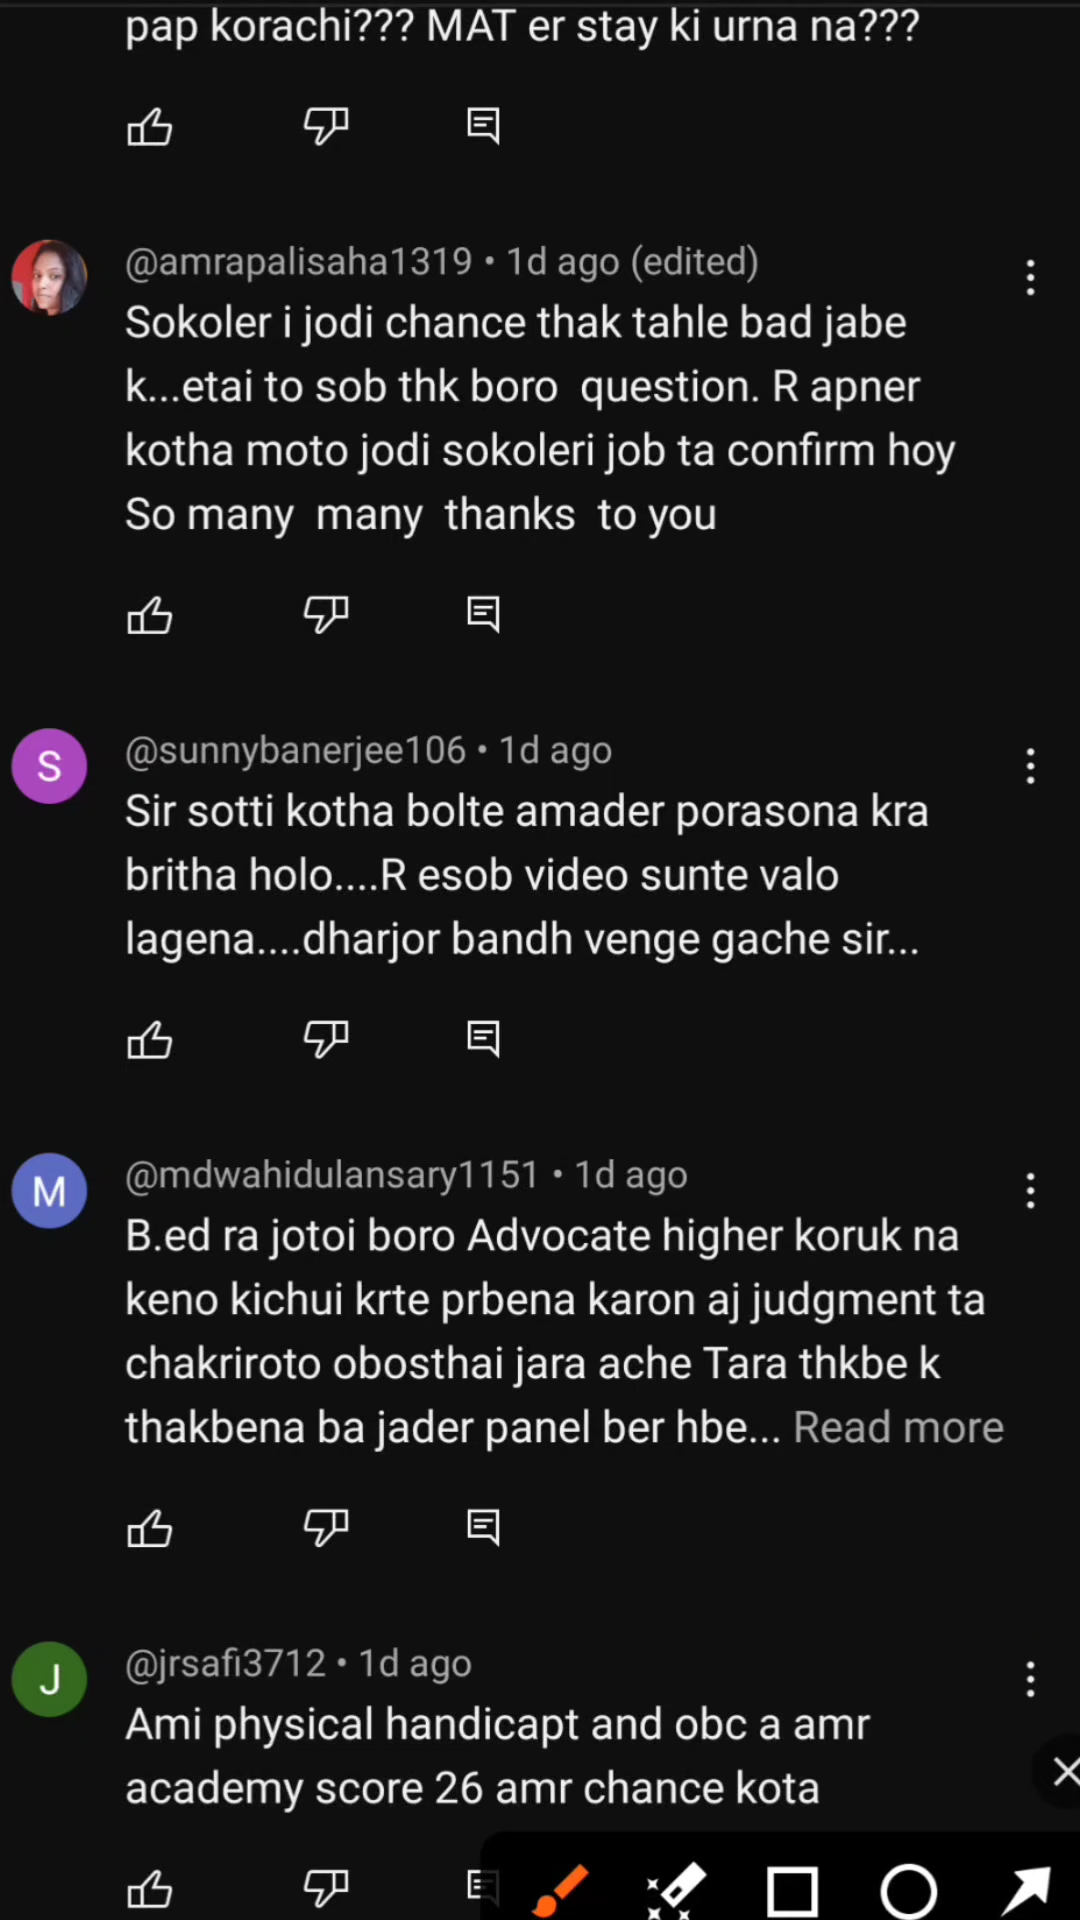 pap korachi??? MAT er stay ki urna na???
@amrapalisaha1319 • 1d ago (edited)
Sokoler i jodi chance thak tahle bad jabe
k...etai to sob thk boro  question. R apner
kotha moto jodi sokoleri job ta confirm hoy
So many  many  thanks  to you
S
@sunnybanerjee106 • 1d ago
Sir sotti kotha bolte amader porasona kra
britha holo....R esob video sunte valo
lagena....dharjor bandh venge gache sir...
M
@mdwahidulansary1151 • 1d ago
B.ed ra jotoi boro Advocate higher koruk na
keno kichui krte prbena karon aj judgment ta
chakriroto obosthai jara ache Tara thkbe k
thakbena ba jader panel ber hbe... Read more
J
@jrsafi3712 • 1d ago
Ami physical handicapt and obc a amr
academy score 26 amr chance kota